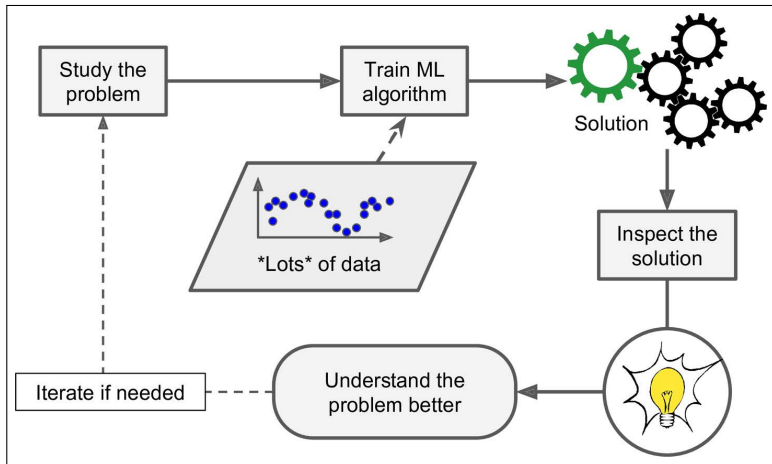 Study the
problem
Train ML
algorithm
Solution
*Lots* of data
Inspect the
solution
Understand the
problem better
Iterate if needed